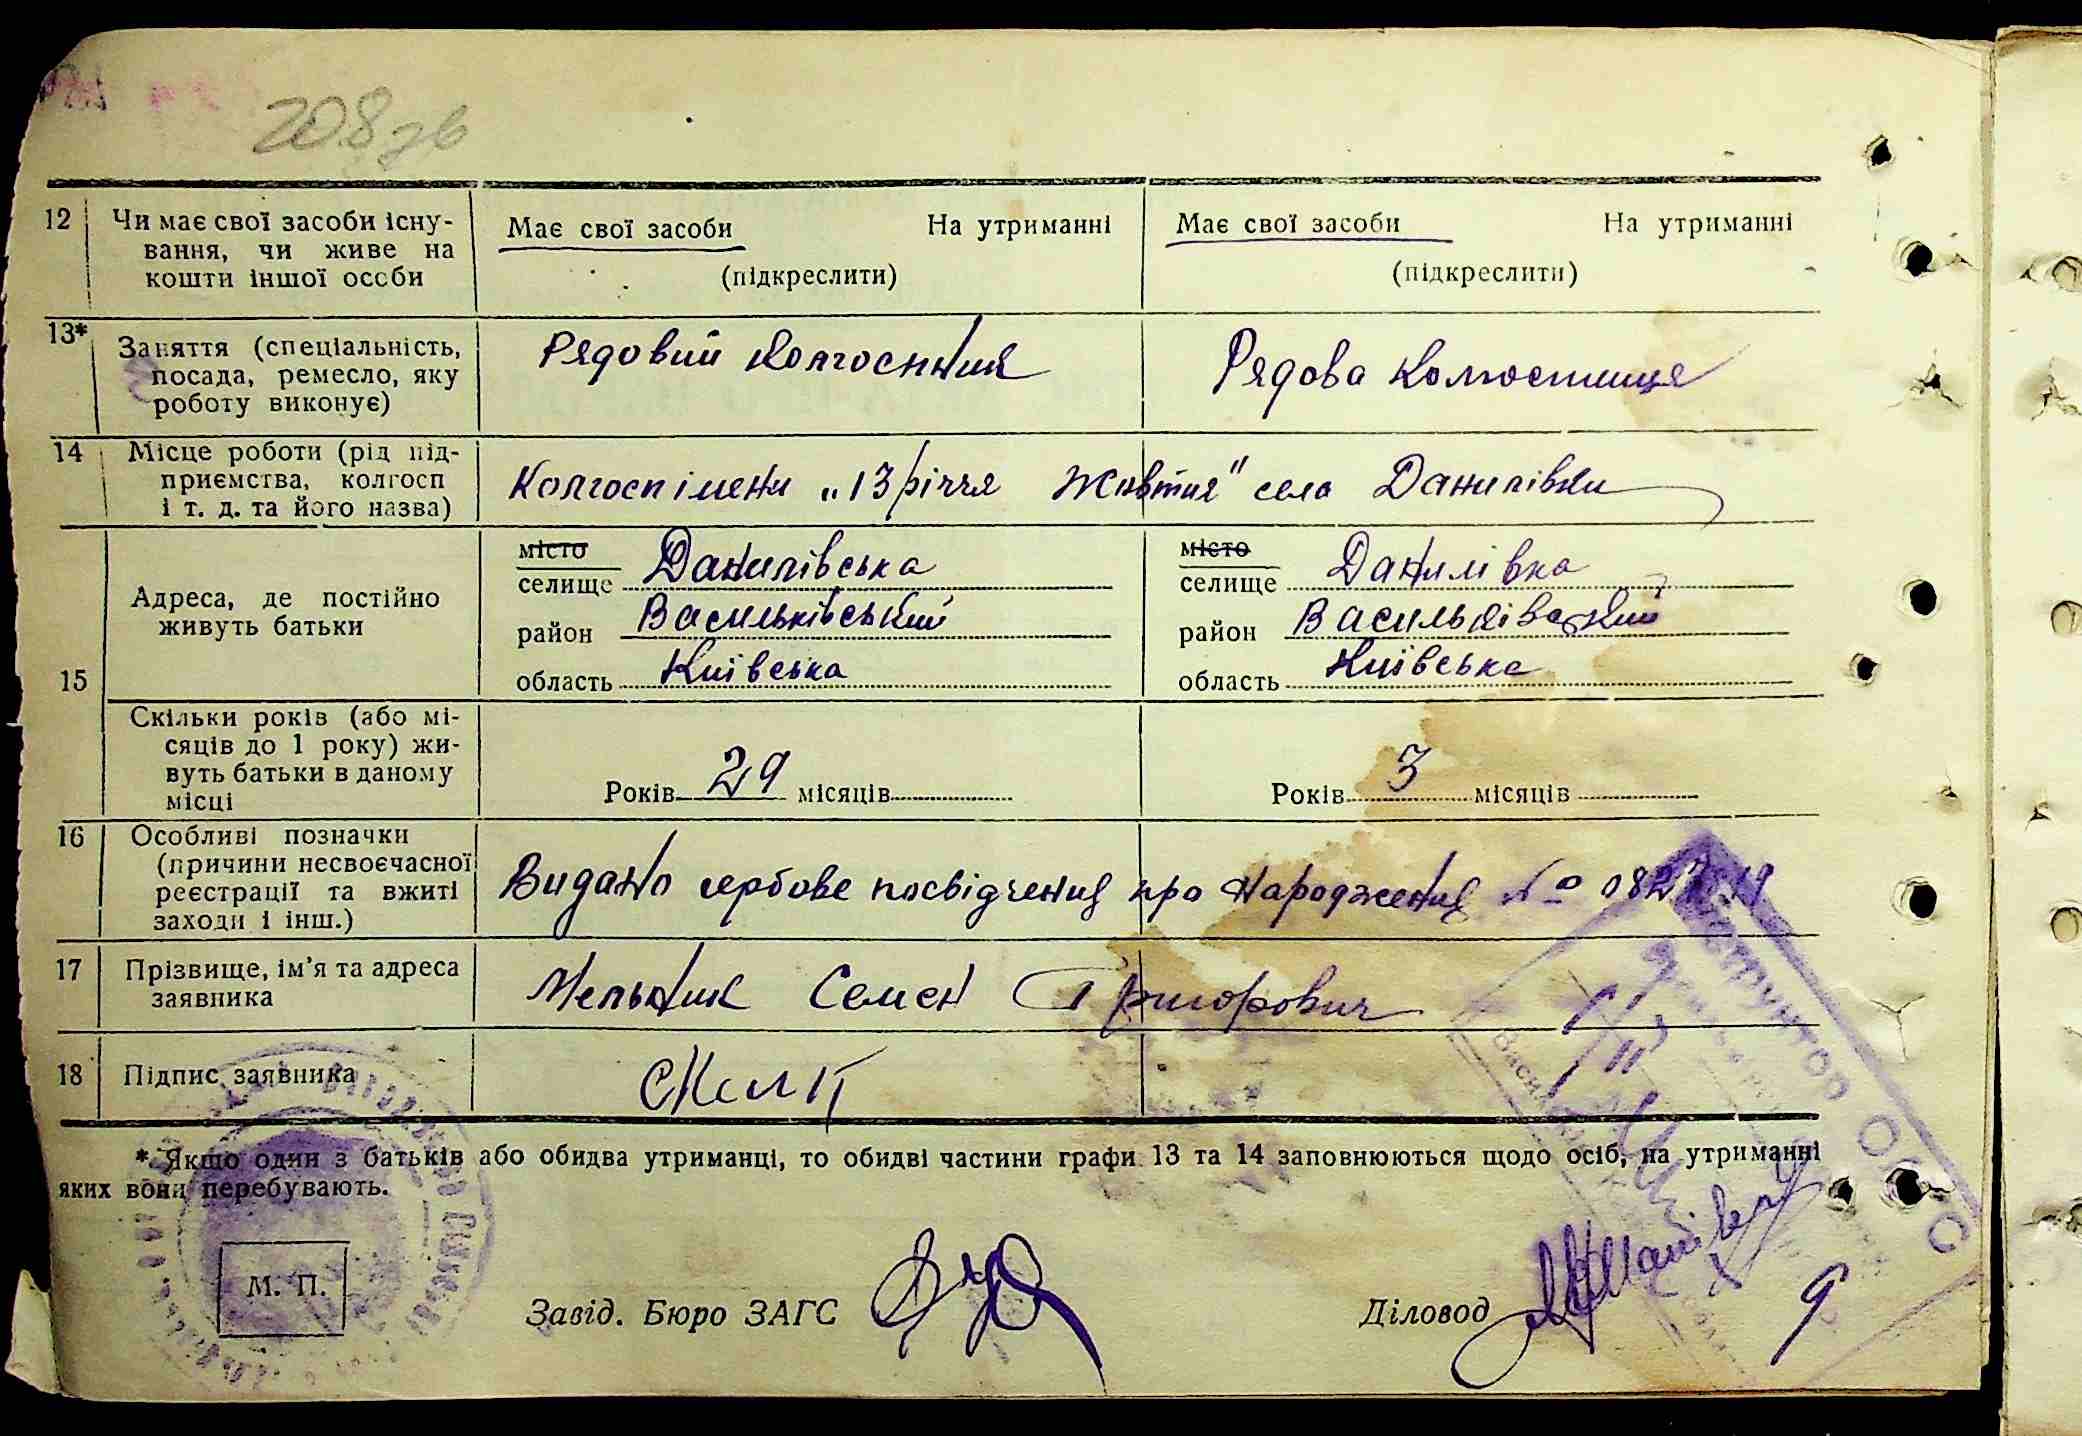 208 зв
12 Чи має свої засоби існу- Має свої засоби На утриманні Має свої засоби На утриманні
вання, чи живе на
кошти іншої особи (підкреслити) (підкреслити)
13* Заняття (спеціальність, Рядовий Колгоспник Рядова Колгоспниця
посада, ремесло, яку
роботу виконує)
14 Місце роботи (рід під-
приємства, колгосп Колгосп імени „13 річчя Жовтня" села Данилівки
і т. д. та його назва)
15 Адреса, де постійно
живуть батьки
місто
селище Данилівська
район Васильківський
область Київська
місто
селище Данилівка
район Васильківський
область Київська
Скільки років (або мі-
сяців до 1 року) жи-
вуть батьки в даному
місці
Років 29 місяців
Років 3 місяців
16 Особливі позначки
(причини несвоєчасної
реєстрації та вжиті
заходи і інш.)
Видано гербове посвідчення про народження №
17 Прізвище, ім'я та адреса
заявника
Мельник Семен Григорович
18 Підпис заявника
* Якщо один з батьків або обидва утриманці, то обидві частини графи 13 та 14 заповнюються щодо осіб, на утриманні
яких вони перебувають.
М. П.
Завід. Бюро ЗАГС Діловод
9